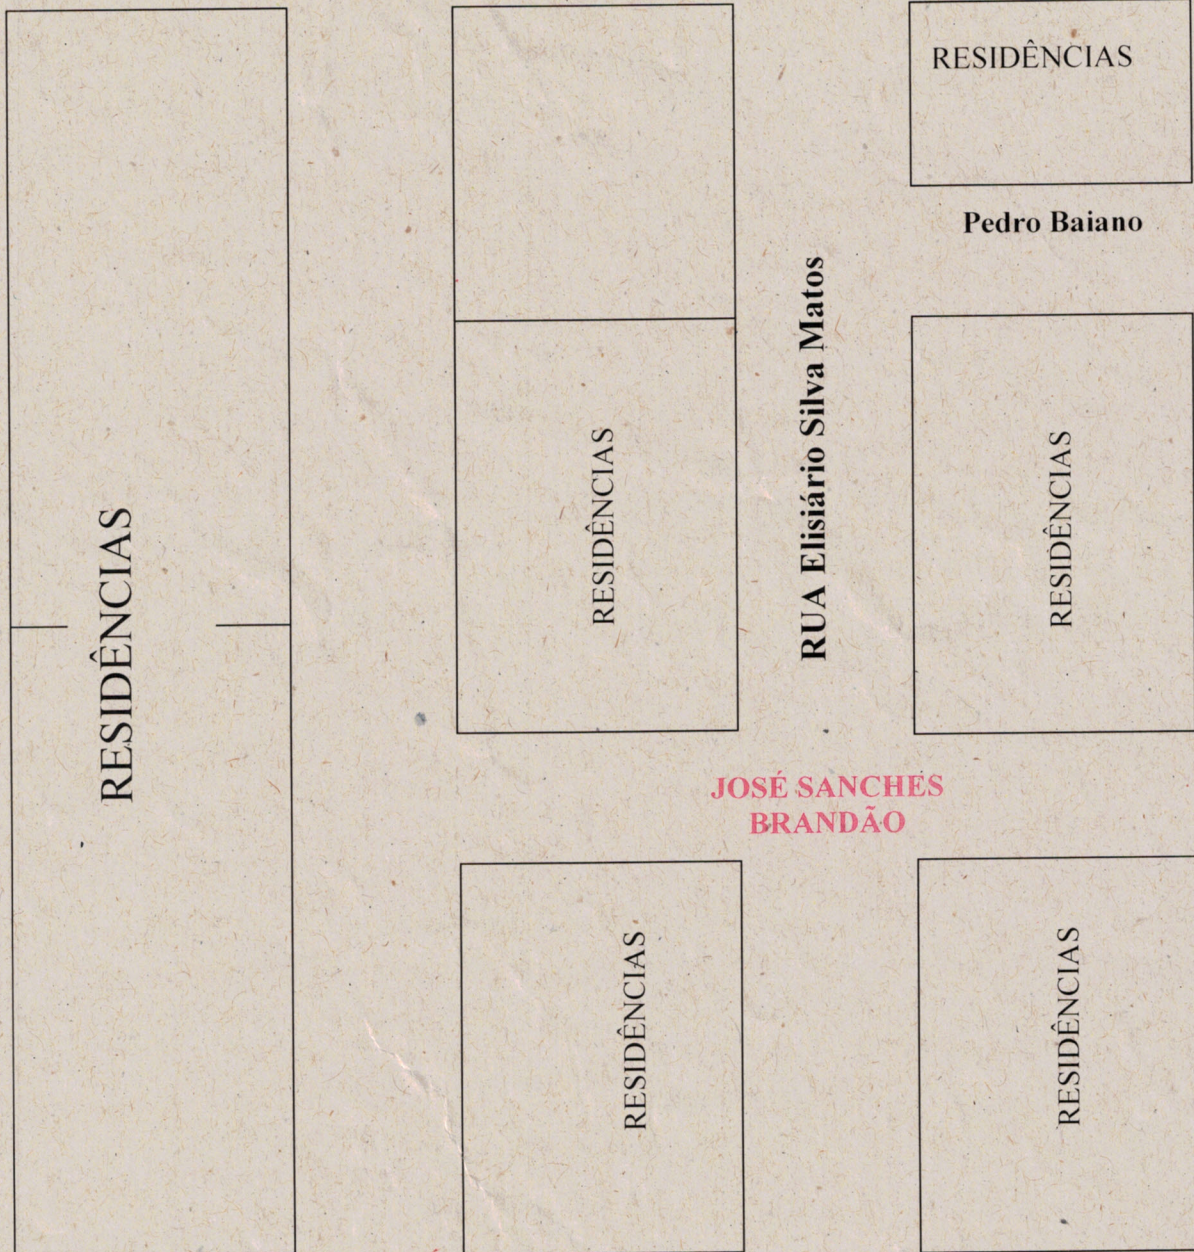 RESIDÊNCIAS
Pedro Baiano
RUA Elisiário Silva Matos
RESIDÊNCIAS
RESIDÊNCIAS
RESIDÊNCIAS
JOSÉ SANCHES
BRANDÃO
RESIDÊNCIAS
RESIDÊNCIAS